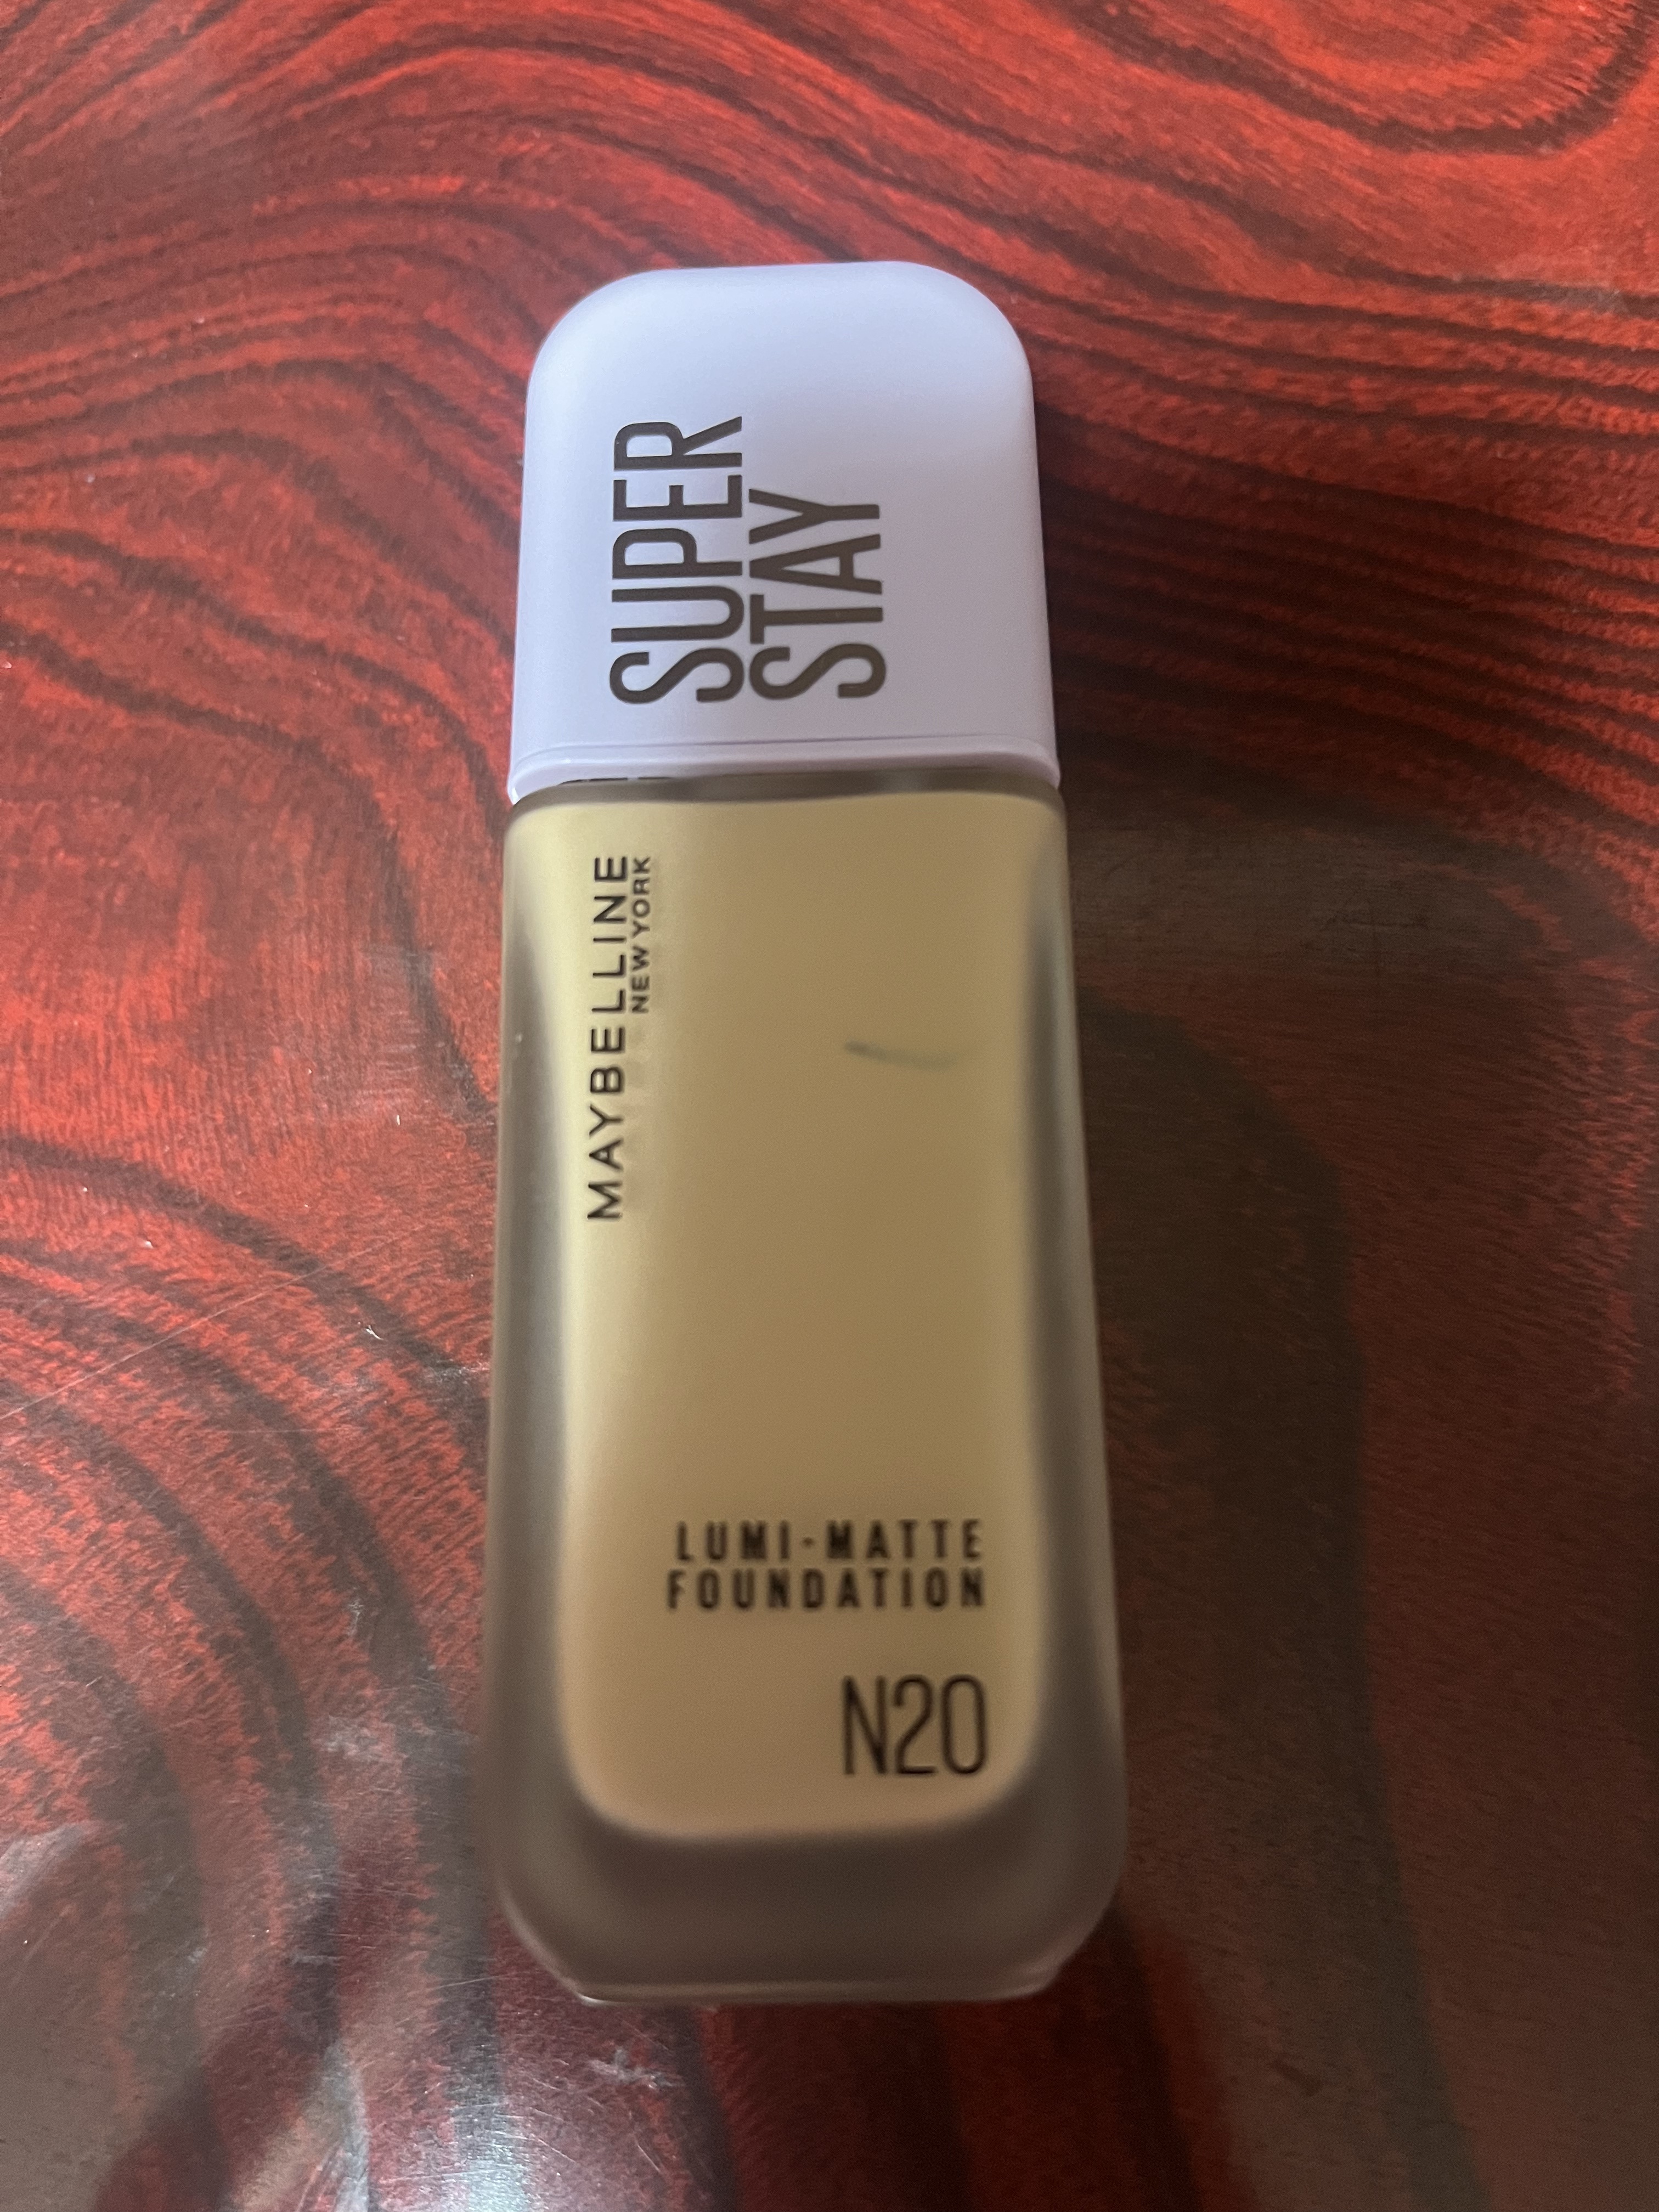 SUPER
STAY
MAYBELLINE
NEW YORK
LUMI-MATTE
FOUNDATION
N20